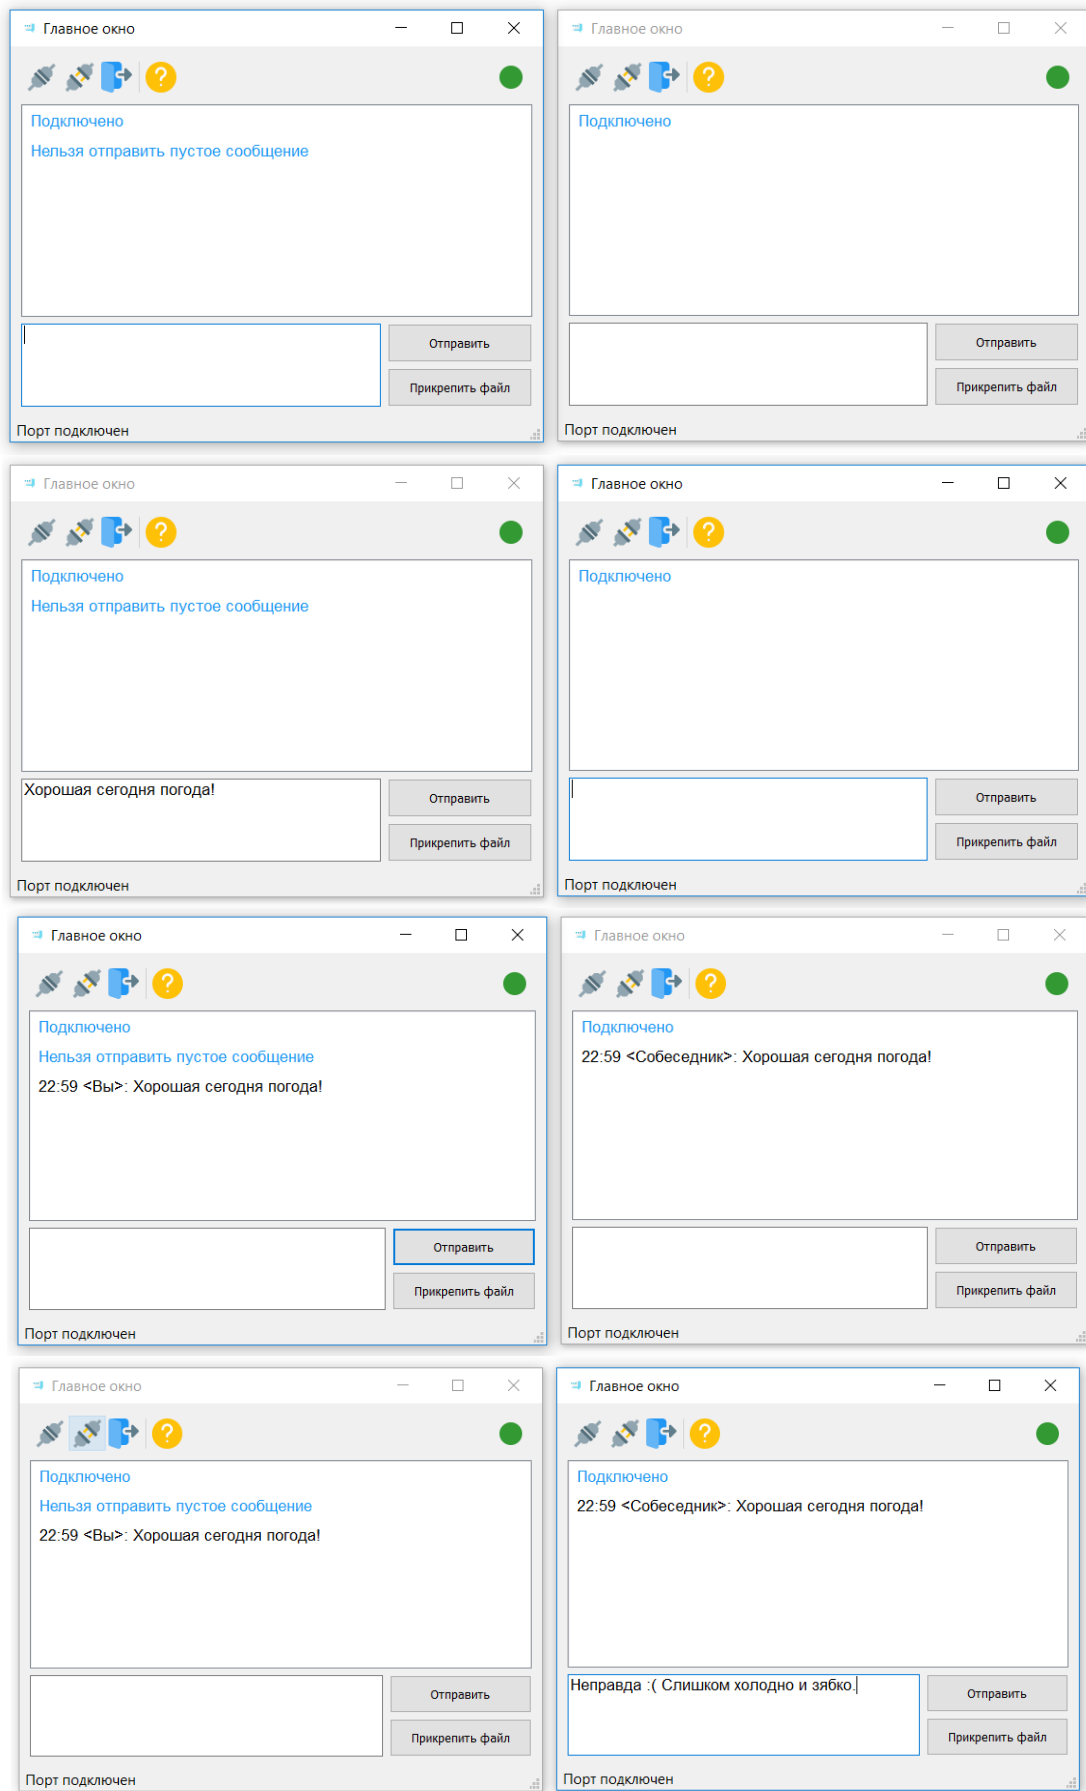 Главное окно
Подключено
Нельзя отправить пустое сообщение
Отправить
Прикрепить файл
Порт подключен
Главное окно
Подключено
Отправить
Прикрепить файл
Порт подключен
Главное окно
Подключено
Нельзя отправить пустое сообщение
Хорошая сегодня погода!
Отправить
Прикрепить файл
Порт подключен
Главное окно
Подключено
Отправить
Прикрепить файл
Порт подключен
Главное окно
Подключено
Нельзя отправить пустое сообщение
22:59 <Вы>: Хорошая сегодня погода!
Отправить
Прикрепить файл
Порт подключен
Главное окно
Подключено
22:59 <Собеседник>: Хорошая сегодня погода!
Отправить
Прикрепить файл
Порт подключен
Главное окно
Подключено
Нельзя отправить пустое сообщение
22:59 <Вы>: Хорошая сегодня погода!
Отправить
Прикрепить файл
Порт подключен
Главное окно
Подключено
22:59 <Собеседник>: Хорошая сегодня погода!
Неправда :( Слишком холодно и зябко.
Отправить
Прикрепить файл
Порт подключен